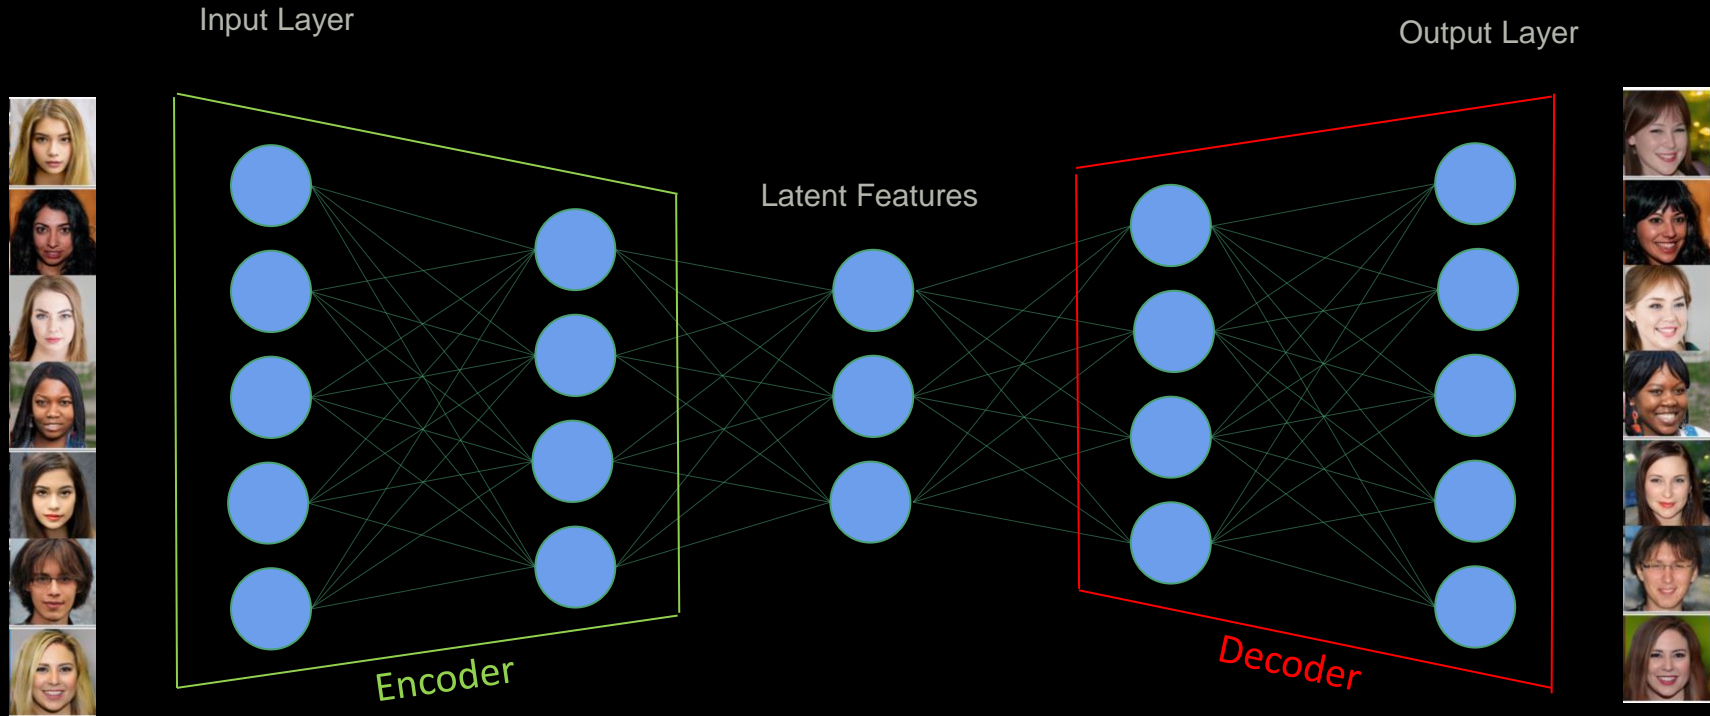 Input Layer
Output Layer
Latent Features
Encoder
Decoder